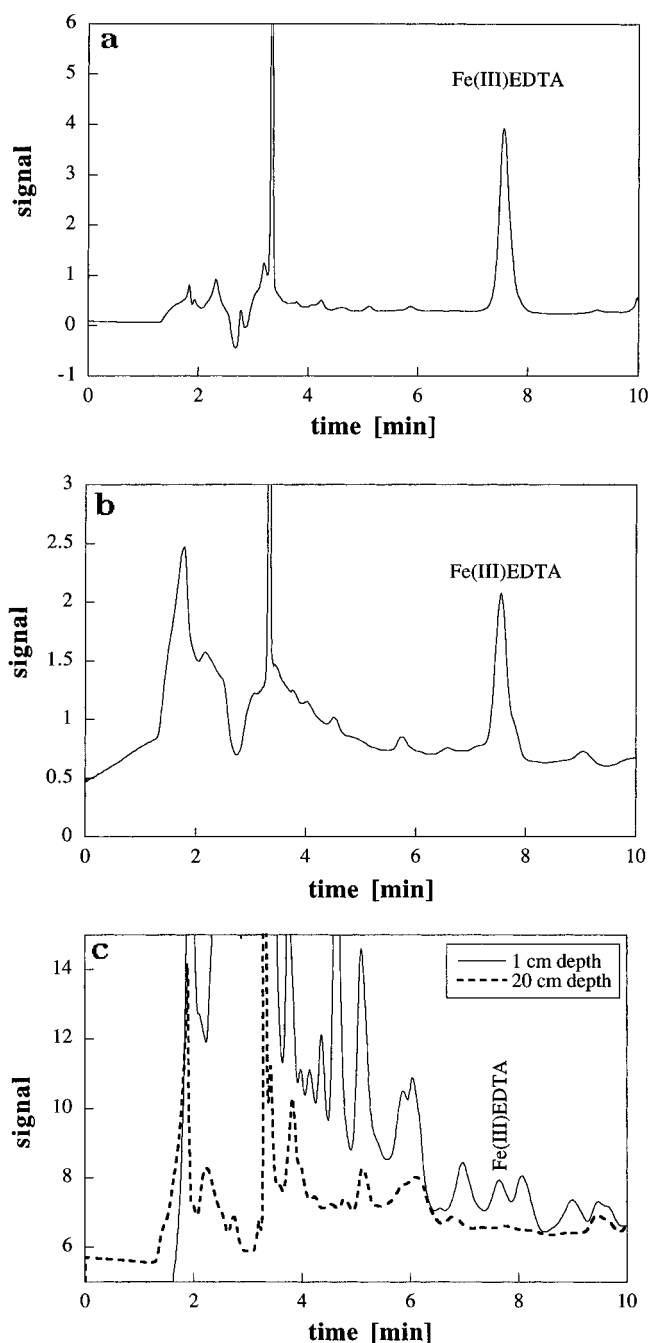 a
6
5
4
3
2
1
0
-1
signal
Fe(III)EDTA
0 2 4 6 8 10
time [min]
b
3
2.5
2
1.5
1
0.5
0
signal
Fe(III)EDTA
0 2 4 6 8 10
time [min]
c
14
12
10
8
6
signal
1 cm depth
20 cm depth
Fe(III)EDTA
0 2 4 6 8 10
time [min]